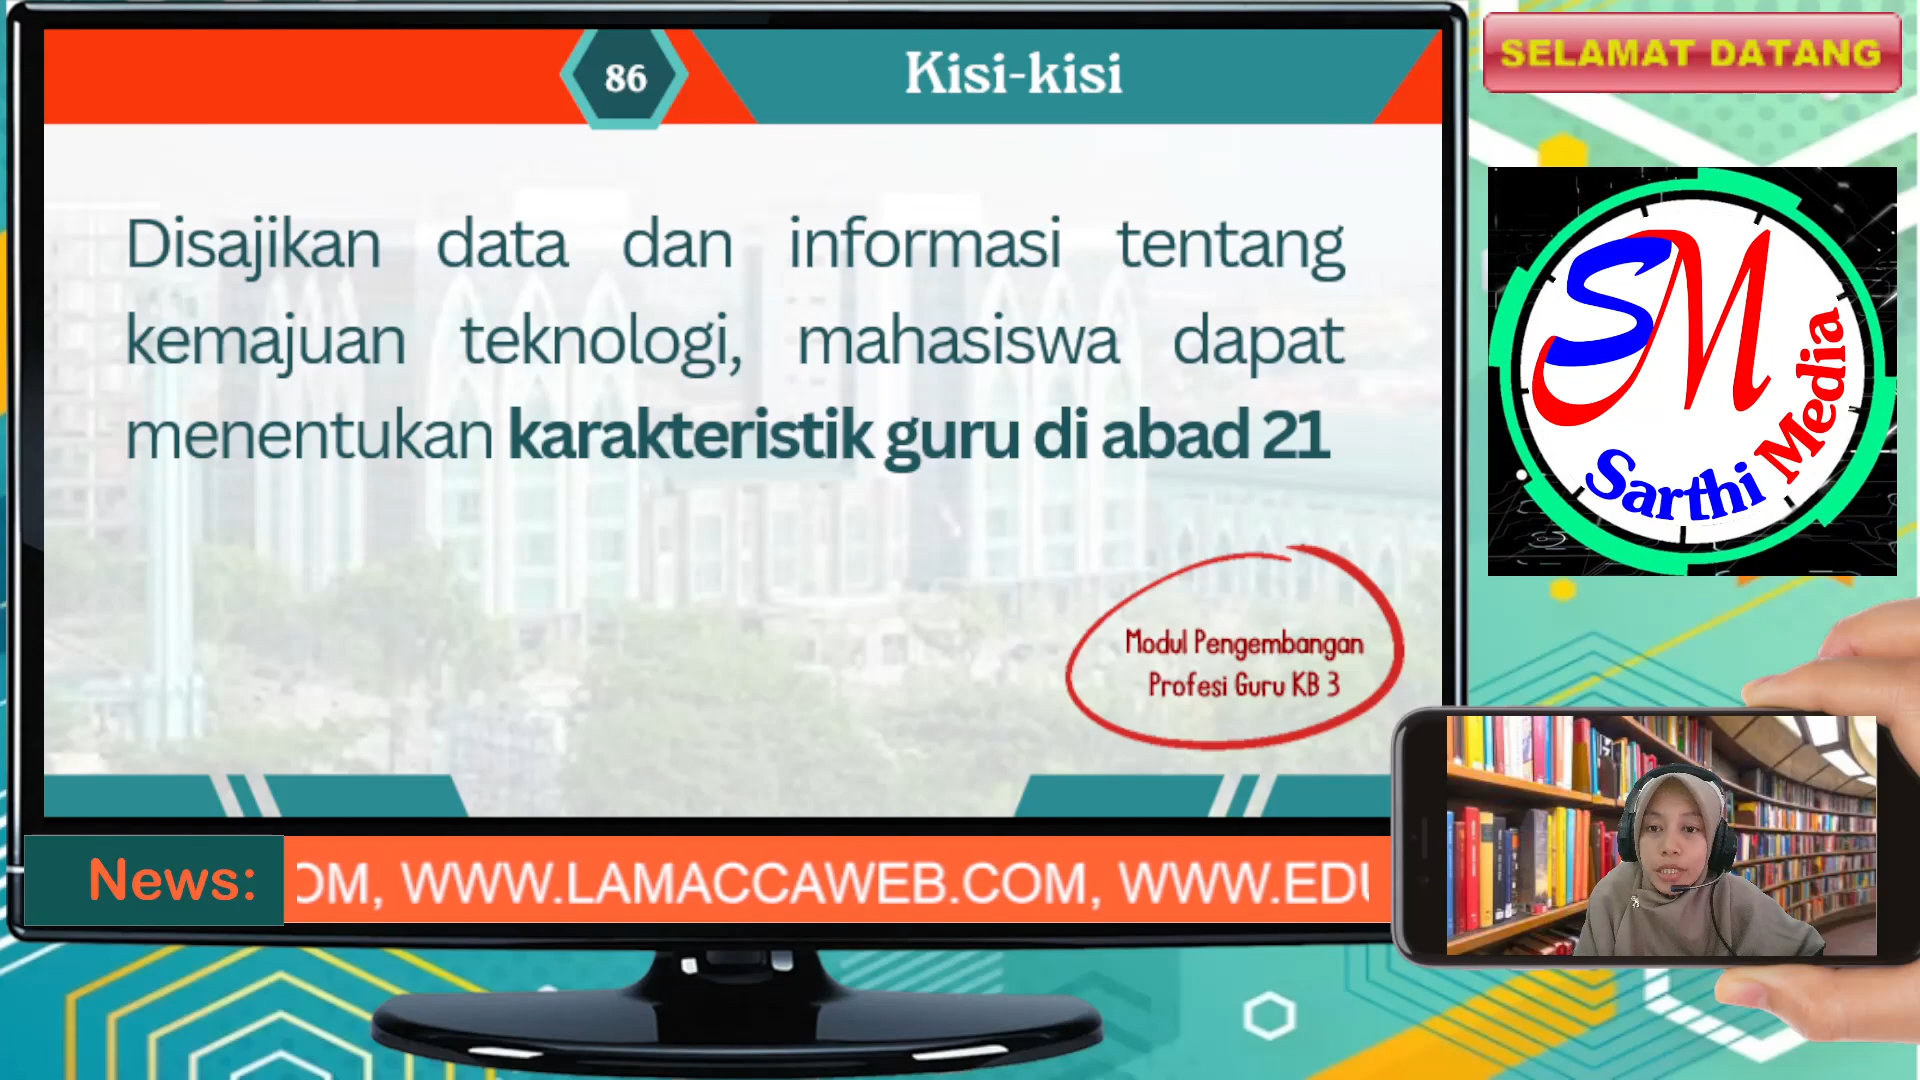 86
Kisi-kisi
SELAMAT DATANG
Disajikan data dan informasi tentang
kemajuan teknologi, mahasiswa dapat
menentukan karakteristik guru di abad 21
Modul Pengembangan
Profesi Guru KB 3
SM
Sarthi Media
News:
OM, WWW.LAMACCAWEB.COM, WWW.EDU